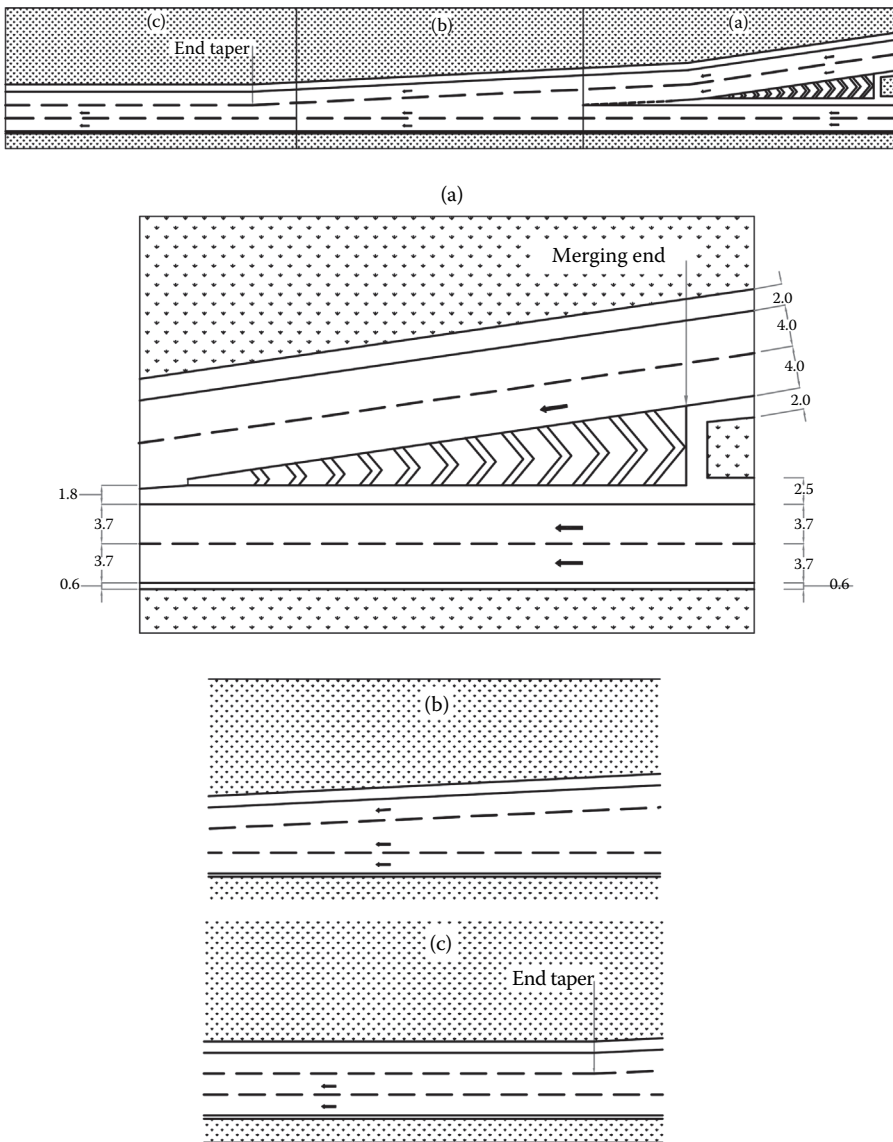 (c)
(b)
(a)
End taper
(a)
Merging end
2.0
4.0
4.0
2.0
1.8
2.5
3.7
3.7
3.7
3.7
0.6
0.6
(b)
(c)
End taper